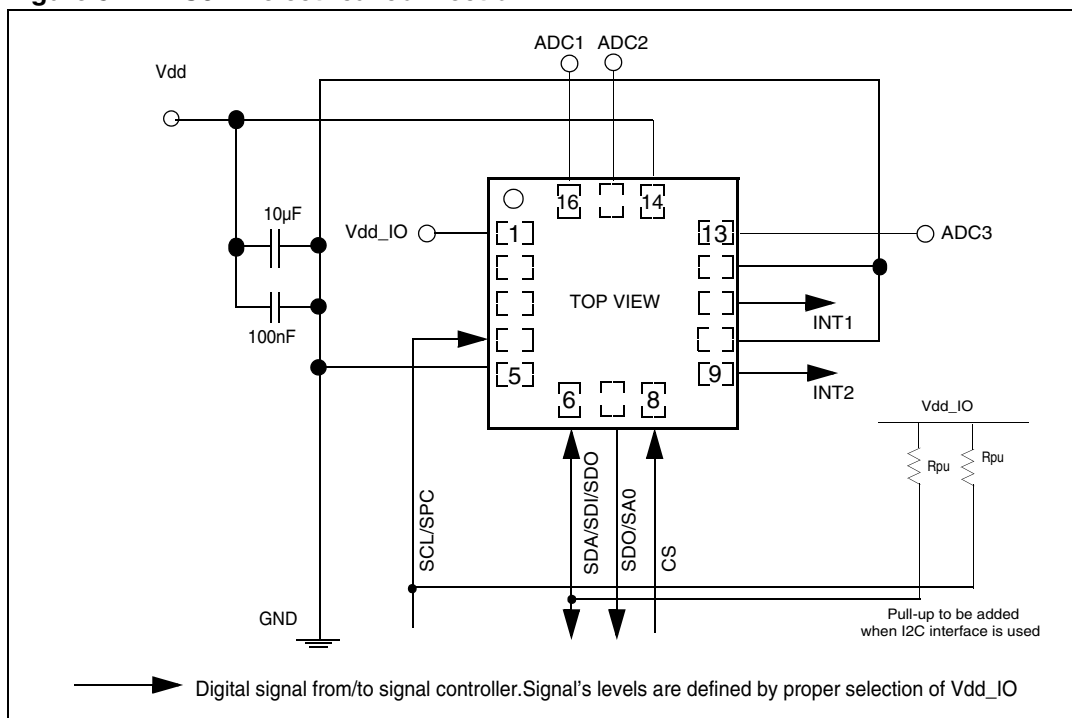 ADC1 ADC2
Vdd
16 14
10µF
Vdd_IO 1 13 ADC3
TOP VIEW
INT1
100nF
5 9
INT2
6 8
Vdd_IO
Rpu Rpu
SCL/SPC
SDA/SDI/SDO
SDO/SA0
CS
GND
Pull-up to be added
when I2C interface is used
Digital signal from/to signal controller.Signal's levels are defined by proper selection of Vdd_IO